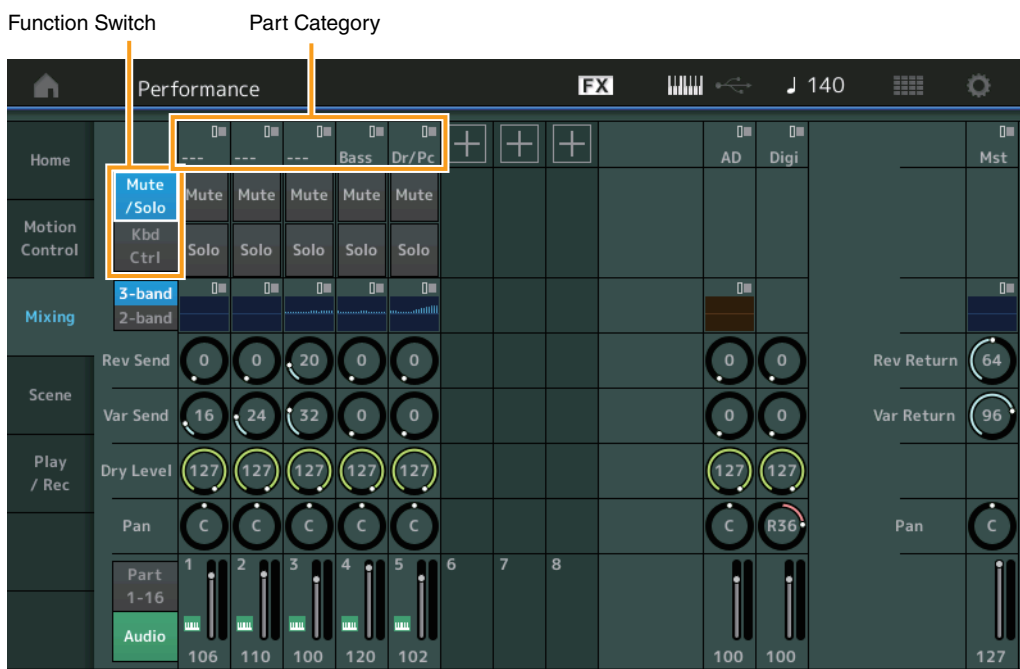 Function Switch Part Category
Performance FX 140
Home
--- --- --- Bass Dr/Pc AD Digi Mst
Mute
/Solo
Mute Mute Mute Mute Mute
Motion
Control
Kbd
Ctrl
Solo Solo Solo Solo Solo
Mixing
3-band
2-band
Rev Send 0 0 20 0 0 0 0 Rev Return 64
Scene
Var Send 16 24 32 0 0 0 0 Var Return 96
Play
/ Rec
Dry Level 127 127 127 127 127 127 127
Pan C C C C C C R36 Pan C
1 2 3 4 5 6 7 8
Part
1-16
Audio
106 110 100 120 102 100 100 127